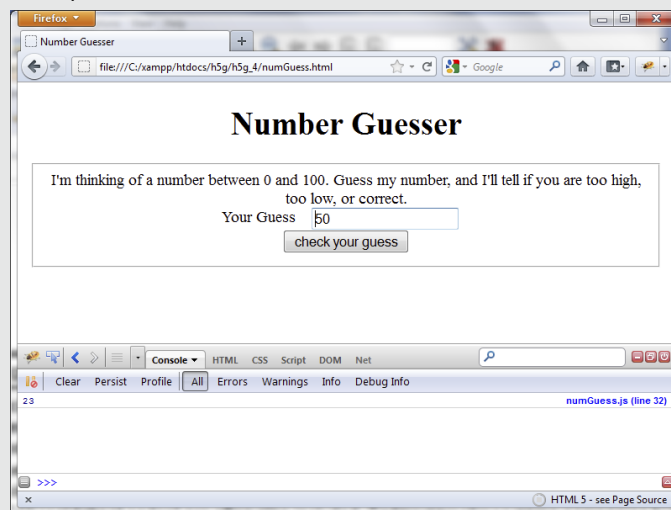 Firefox
Number Guesser
file:///C:/xampp/htdocs/h5g/h5g_4/numGuess.html
Google
Number Guesser
I'm thinking of a number between 0 and 100. Guess my number, and I'll tell if you are too high,
too low, or correct.
Your Guess 50
check your guess
Console HTML CSS Script DOM Net
Clear Persist Profile All Errors Warnings Info Debug Info
23 numGuess.js (line 32)
>>>
HTML 5 - see Page Source